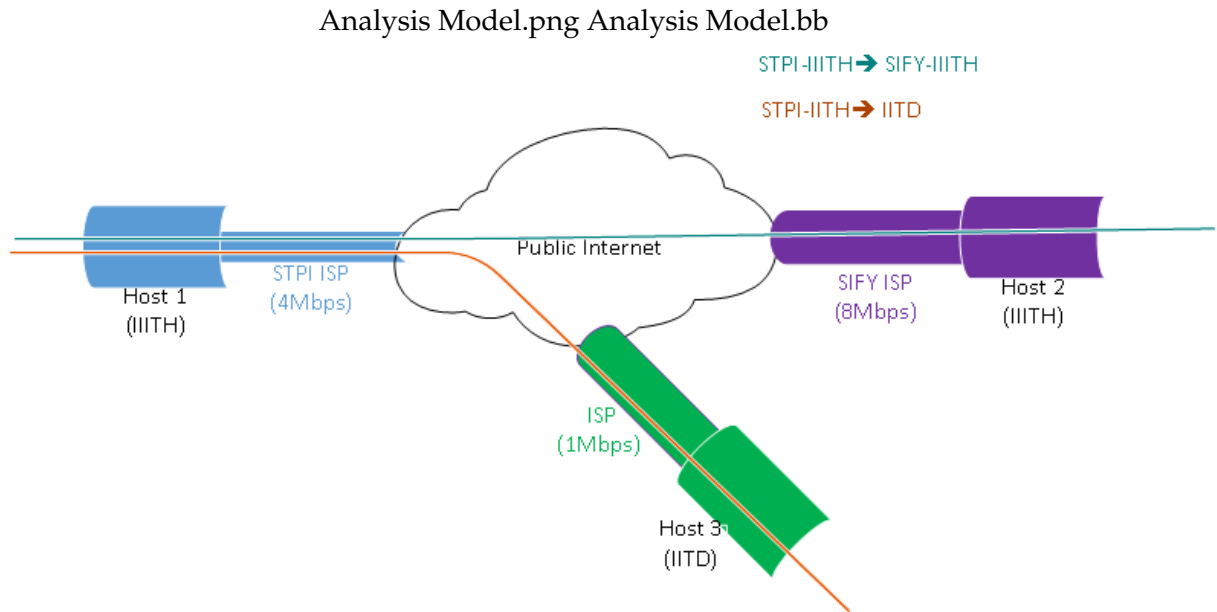 Analysis Model.png Analysis Model.bb
STPI-IIITH➔ SIFY-IIITH
STPI-IITH➔ IITD
Public Internet
STPI ISP
(4Mbps)
Host 1
(IIITH)
SIFY ISP
(8Mbps)
Host 2
(IIITH)
ISP
(1Mbps)
Host 3
(IITD)